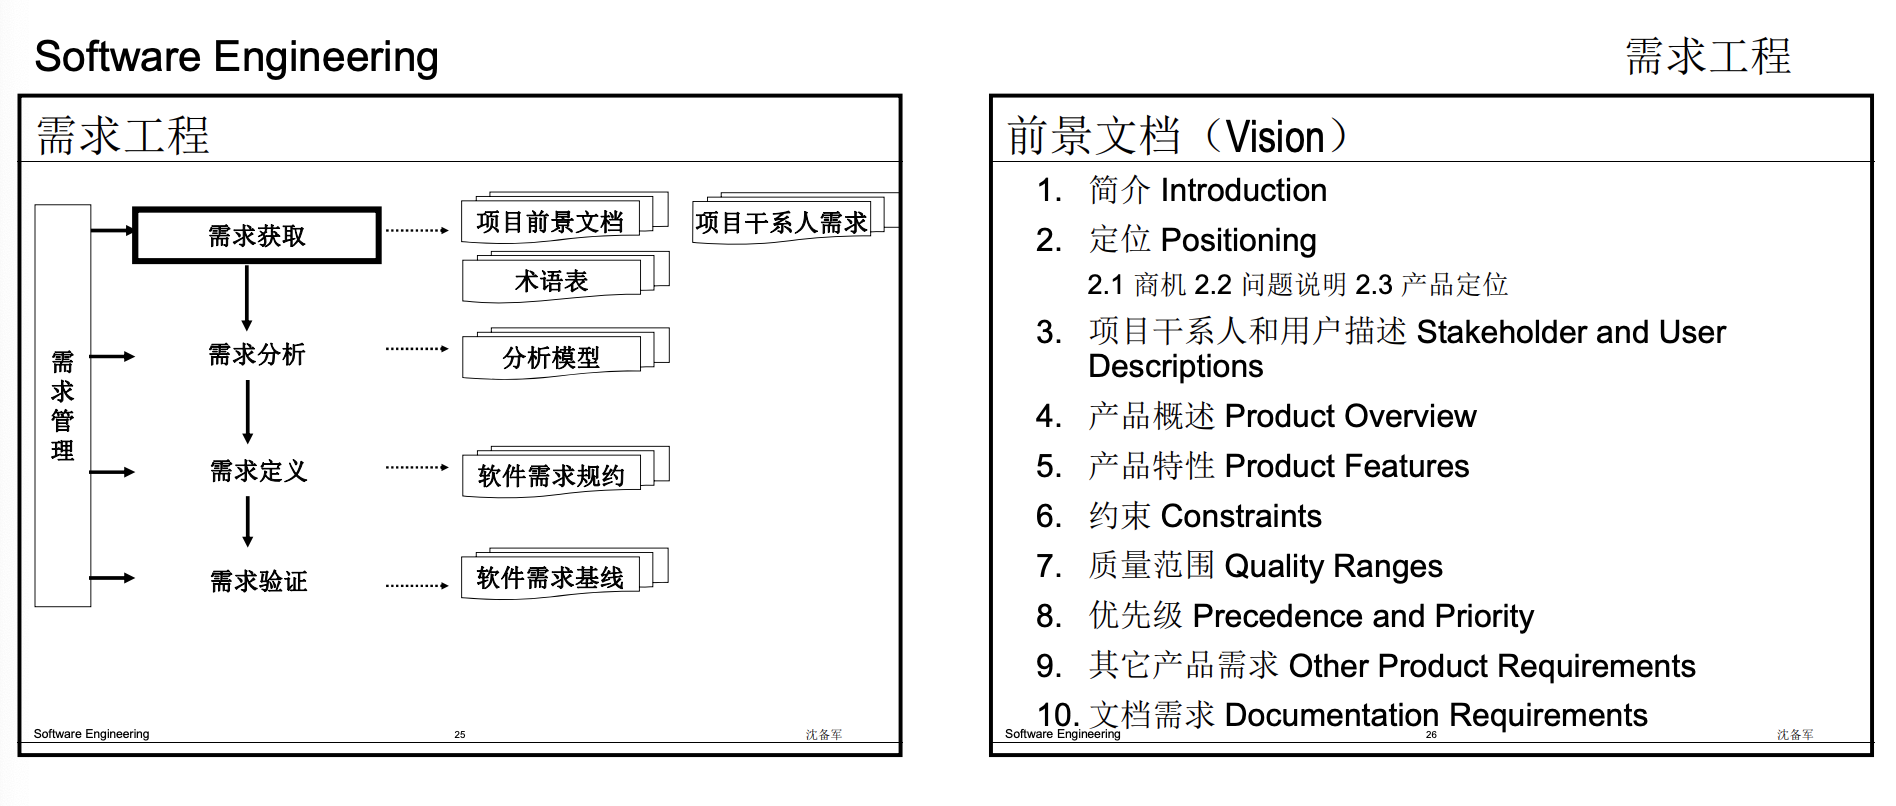 Software Engineering
需求工程
需求工程
需求管理
需求获取
项目前景文档
项目干系人需求
术语表
需求分析
分析模型
需求定义
软件需求规约
需求验证
软件需求基线
Software Engineering
25
沈备军
前景文档（Vision）
1. 简介 Introduction
2. 定位 Positioning
2.1 商机 2.2 问题说明 2.3 产品定位
3. 项目干系人和用户描述 Stakeholder and User
Descriptions
4. 产品概述 Product Overview
5. 产品特性 Product Features
6. 约束 Constraints
7. 质量范围 Quality Ranges
8. 优先级 Precedence and Priority
9. 其它产品需求 Other Product Requirements
10. 文档需求 Documentation Requirements
Software Engineering
26
沈备军